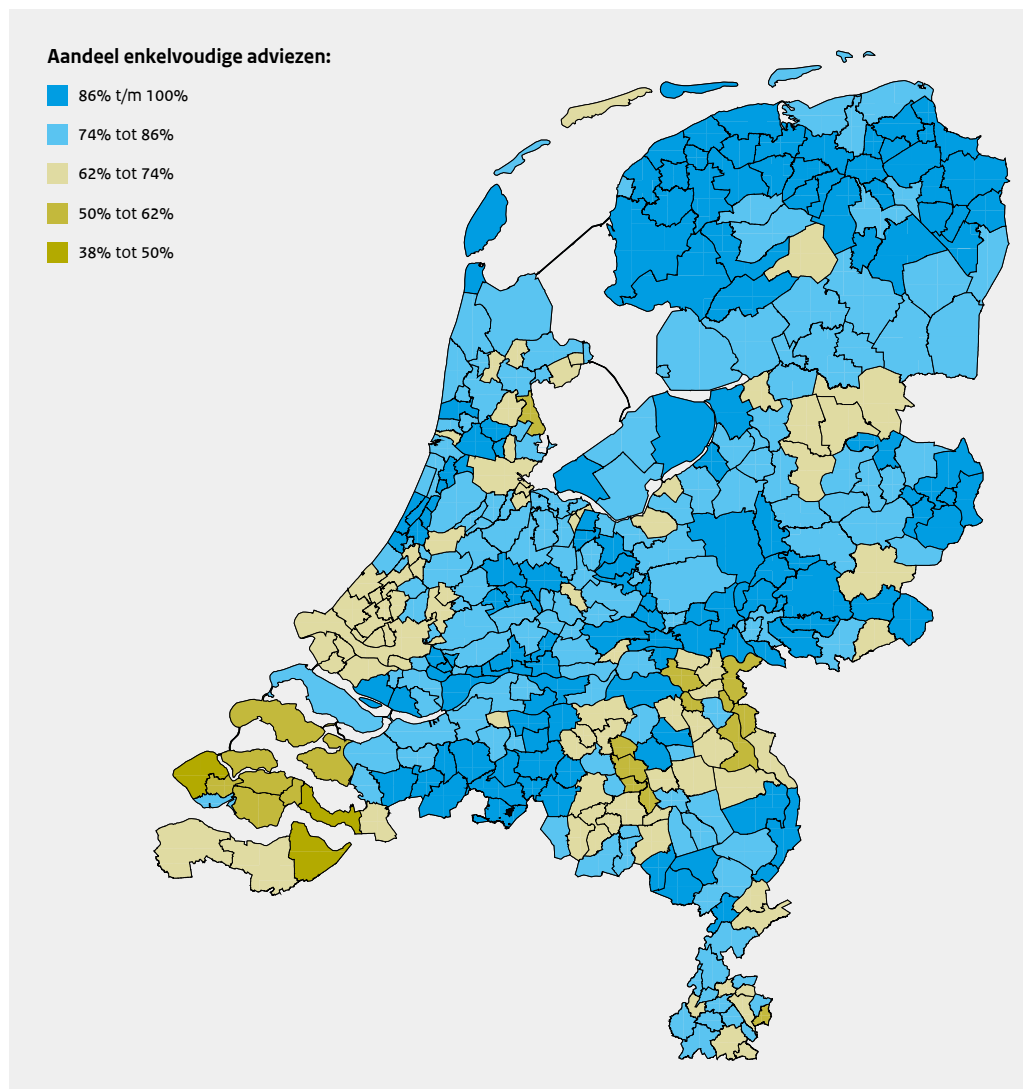 Aandeel enkelvoudige adviezen:
86% t/m 100%
74% tot 86%
62% tot 74%
50% tot 62%
38% tot 50%